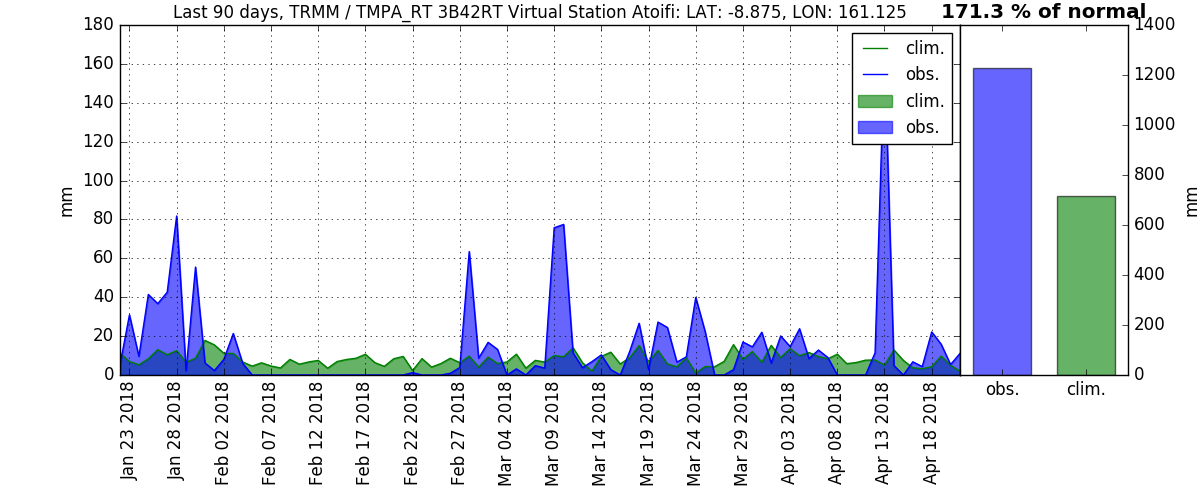 Last 90 days, TRMM / TMPA_RT 3B42RT Virtual Station Atoifi: LAT: -8.875, LON: 161.125
171.3 % of normal
180
160
140
120
100
80
60
40
20
0
mm
clim.
obs.
clim.
obs.
1400
1200
1000
800
600
400
200
0
mm
Jan 23 2018
Jan 28 2018
Feb 02 2018
Feb 07 2018
Feb 12 2018
Feb 17 2018
Feb 22 2018
Feb 27 2018
Mar 04 2018
Mar 09 2018
Mar 14 2018
Mar 19 2018
Mar 24 2018
Mar 29 2018
Apr 03 2018
Apr 08 2018
Apr 13 2018
Apr 18 2018
obs.
clim.